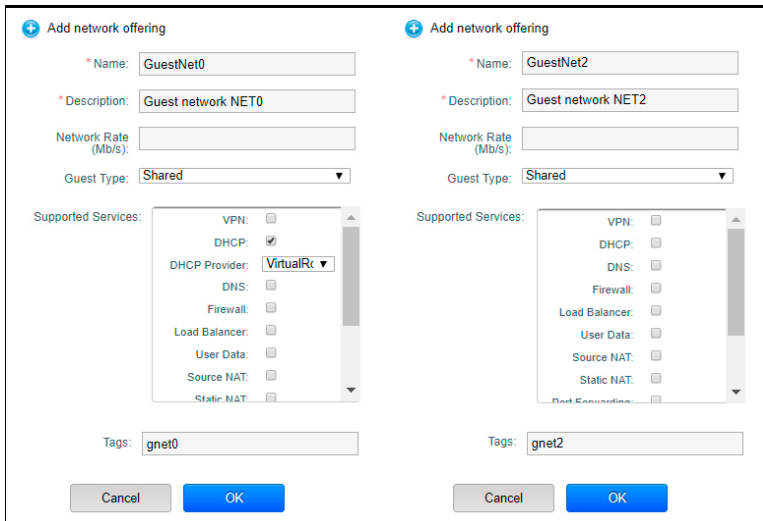 Add network offering
*Name: GuestNet0
*Description: Guest network NET0
Network Rate
(Mb/s):
Guest Type: Shared
Supported Services:
VPN:
DHCP:
DHCP Provider: VirtualRo
DNS:
Firewall:
Load Balancer:
User Data:
Source NAT:
Static NAT:
Tags: gnet0
Cancel OK
Add network offering
*Name: GuestNet2
*Description: Guest network NET2
Network Rate
(Mb/s):
Guest Type: Shared
Supported Services:
VPN:
DHCP:
DNS:
Firewall:
Load Balancer:
User Data:
Source NAT:
Static NAT:
Port Forwarding:
Tags: gnet2
Cancel OK